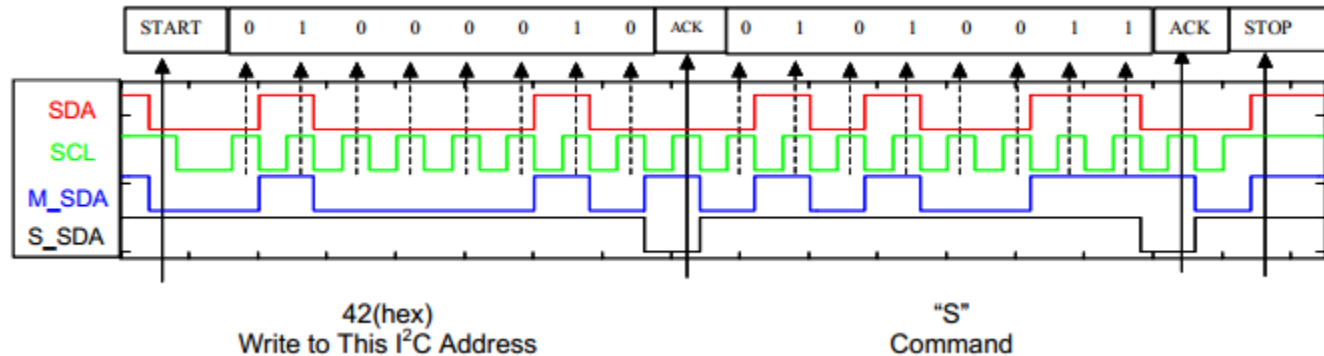 START 0 1 0 0 0 0 1 0 ACK 0 1 0 1 0 0 1 1 ACK STOP
SDA
SCL
M_SDA
S_SDA
42(hex) "S"
Write to This I²C Address Command